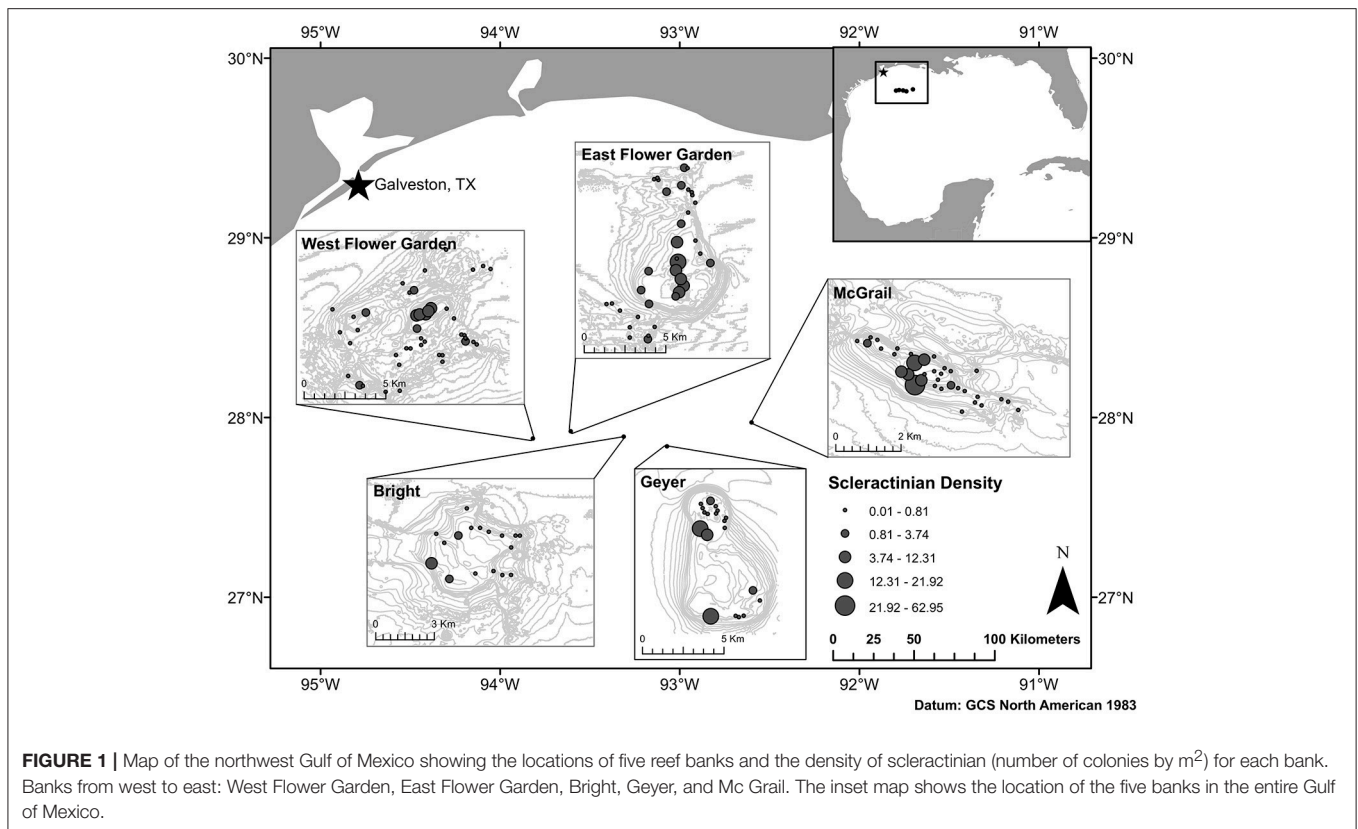 95°W 94°W 93°W 92°W 91°W
30°N 30°N
East Flower Garden
Galveston, TX
29°N 29°N
West Flower Garden
McGrail
0 5 Km
0 5 Km
0 2 Km
28°N 28°N
Bright
Geyer
Scleractinian Density
0.01 - 0.81
0.81 - 3.74
3.74 - 12.31
12.31 - 21.92
21.92 - 62.95
N
27°N 27°N
0 3 Km
0 5 Km
0 25 50 100 Kilometers
95°W 94°W 93°W 92°W 91°W
Datum: GCS North American 1983
FIGURE 1 | Map of the northwest Gulf of Mexico showing the locations of five reef banks and the density of scleractinian (number of colonies by m²) for each bank.
Banks from west to east: West Flower Garden, East Flower Garden, Bright, Geyer, and Mc Grail. The inset map shows the location of the five banks in the entire Gulf
of Mexico.